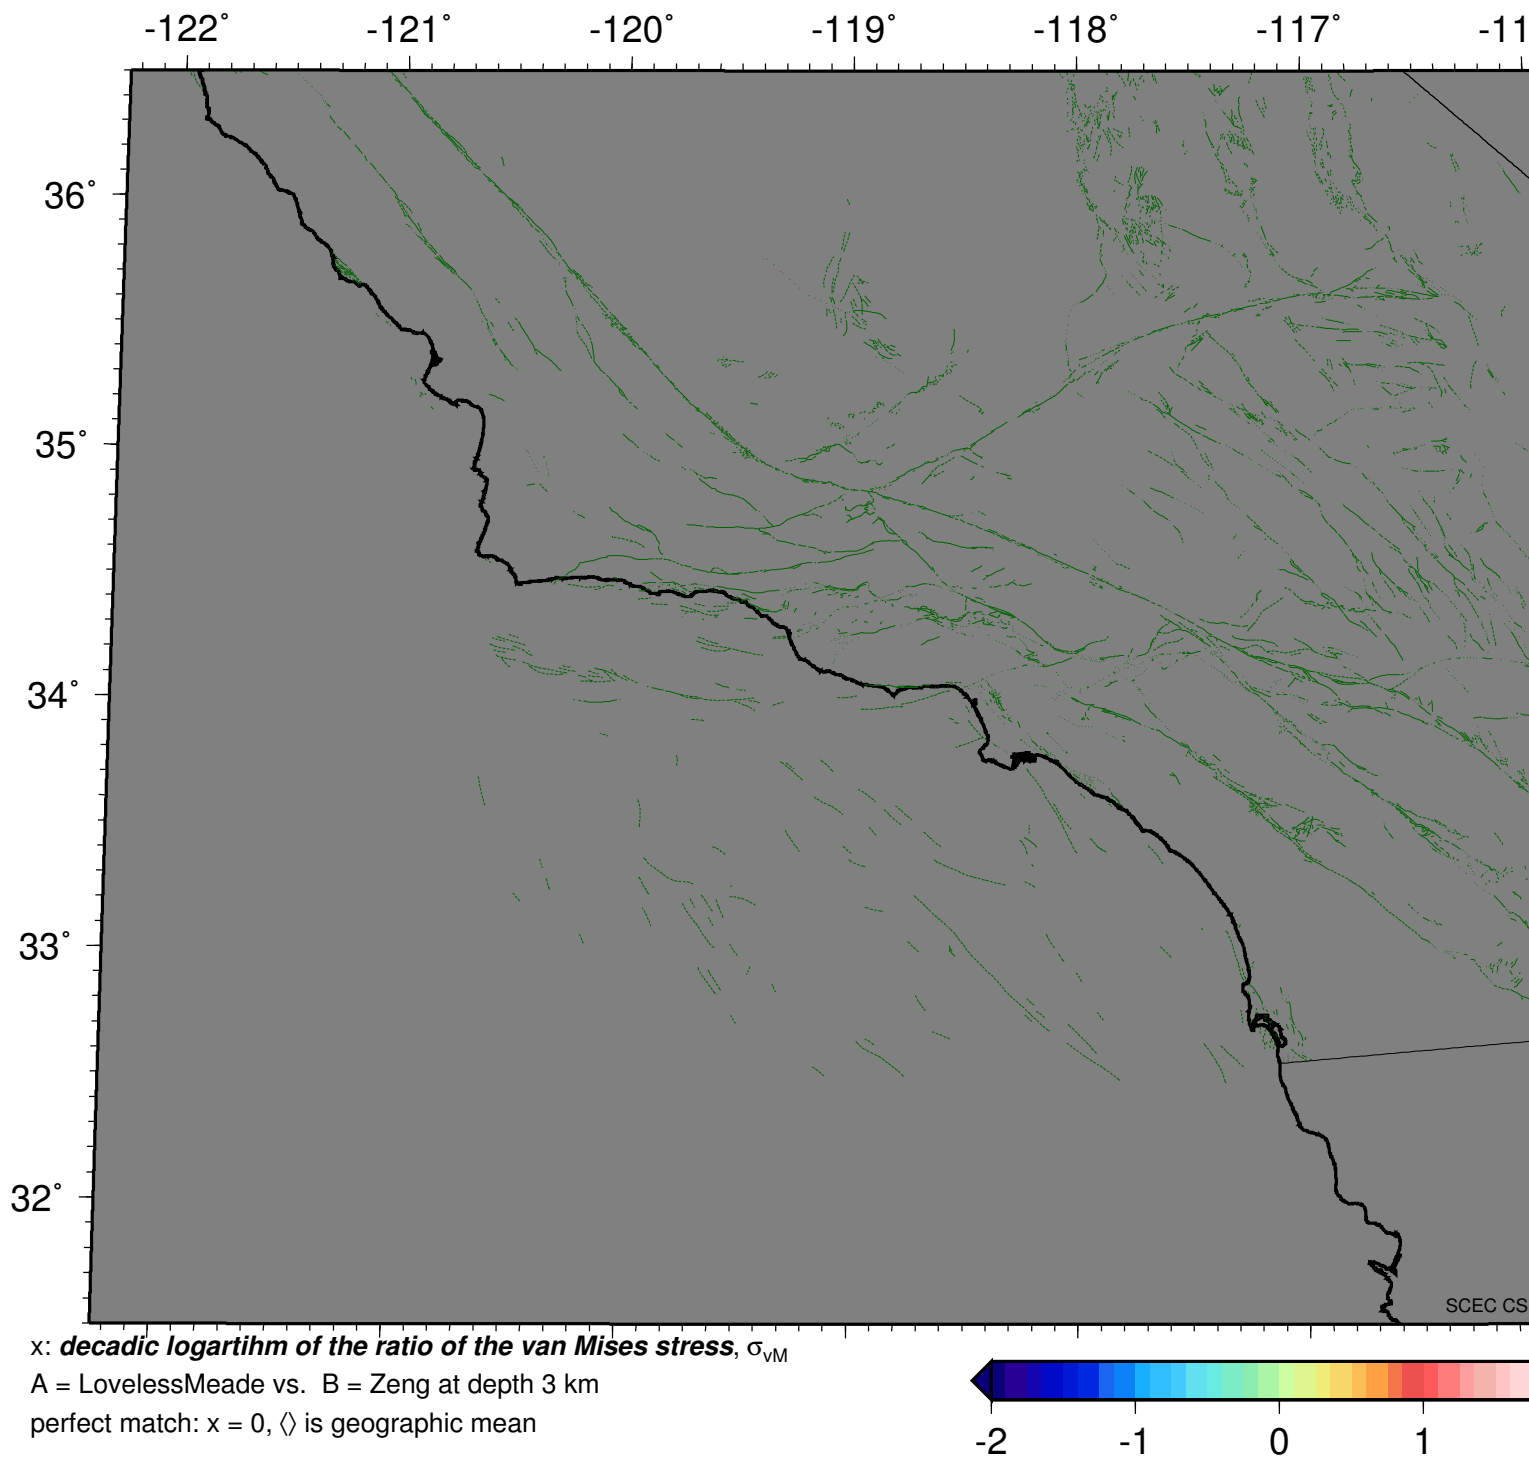 -122˚ -121˚ -120˚ -119˚ -118˚ -117˚ -11
36˚
35˚
34˚
33˚
32˚
SCEC CS
x: decadic logartihm of the ratio of the van Mises stress, σvM
A = LovelessMeade vs. B = Zeng at depth 3 km
perfect match: x = 0, ⟨⟩ is geographic mean
-2 -1 0 1